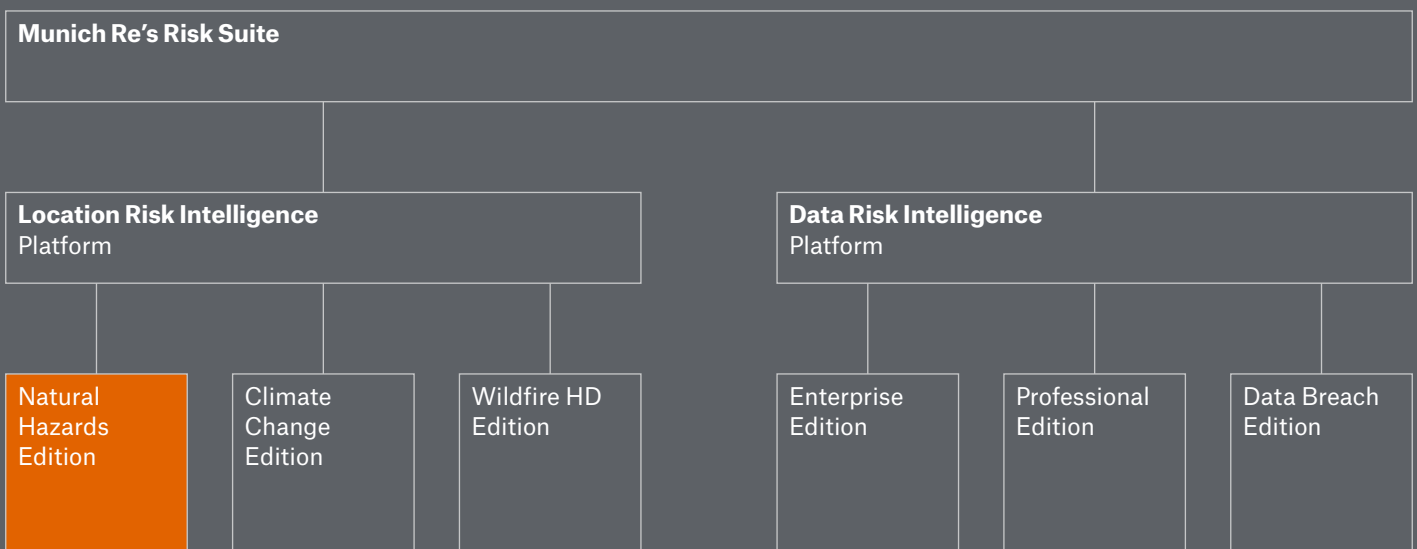 Munich Re’s Risk Suite
Location Risk Intelligence
Platform
Data Risk Intelligence
Platform
Natural
Hazards
Edition
Climate
Change
Edition
Wildfire HD
Edition
Enterprise
Edition
Professional
Edition
Data Breach
Edition